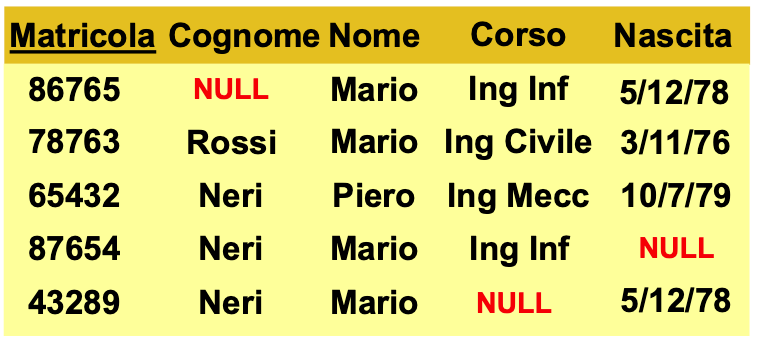 Matricola Cognome Nome Corso Nascita
86765 NULL Mario Ing Inf 5/12/78
78763 Rossi Mario Ing Civile 3/11/76
65432 Neri Piero Ing Mecc 10/7/79
87654 Neri Mario Ing Inf NULL
43289 Neri Mario NULL 5/12/78